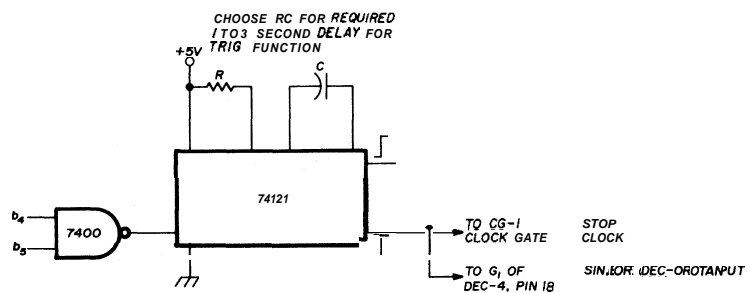 CHOOSE RC FOR REQUIRED
1 TO 3 SECOND DELAY FOR
TRIG FUNCTION
+5V
R
C
74121
b4
7400
b5
TO CG-1 STOP
CLOCK GATE CLOCK
TO G1 OF
DEC-4, PIN 18